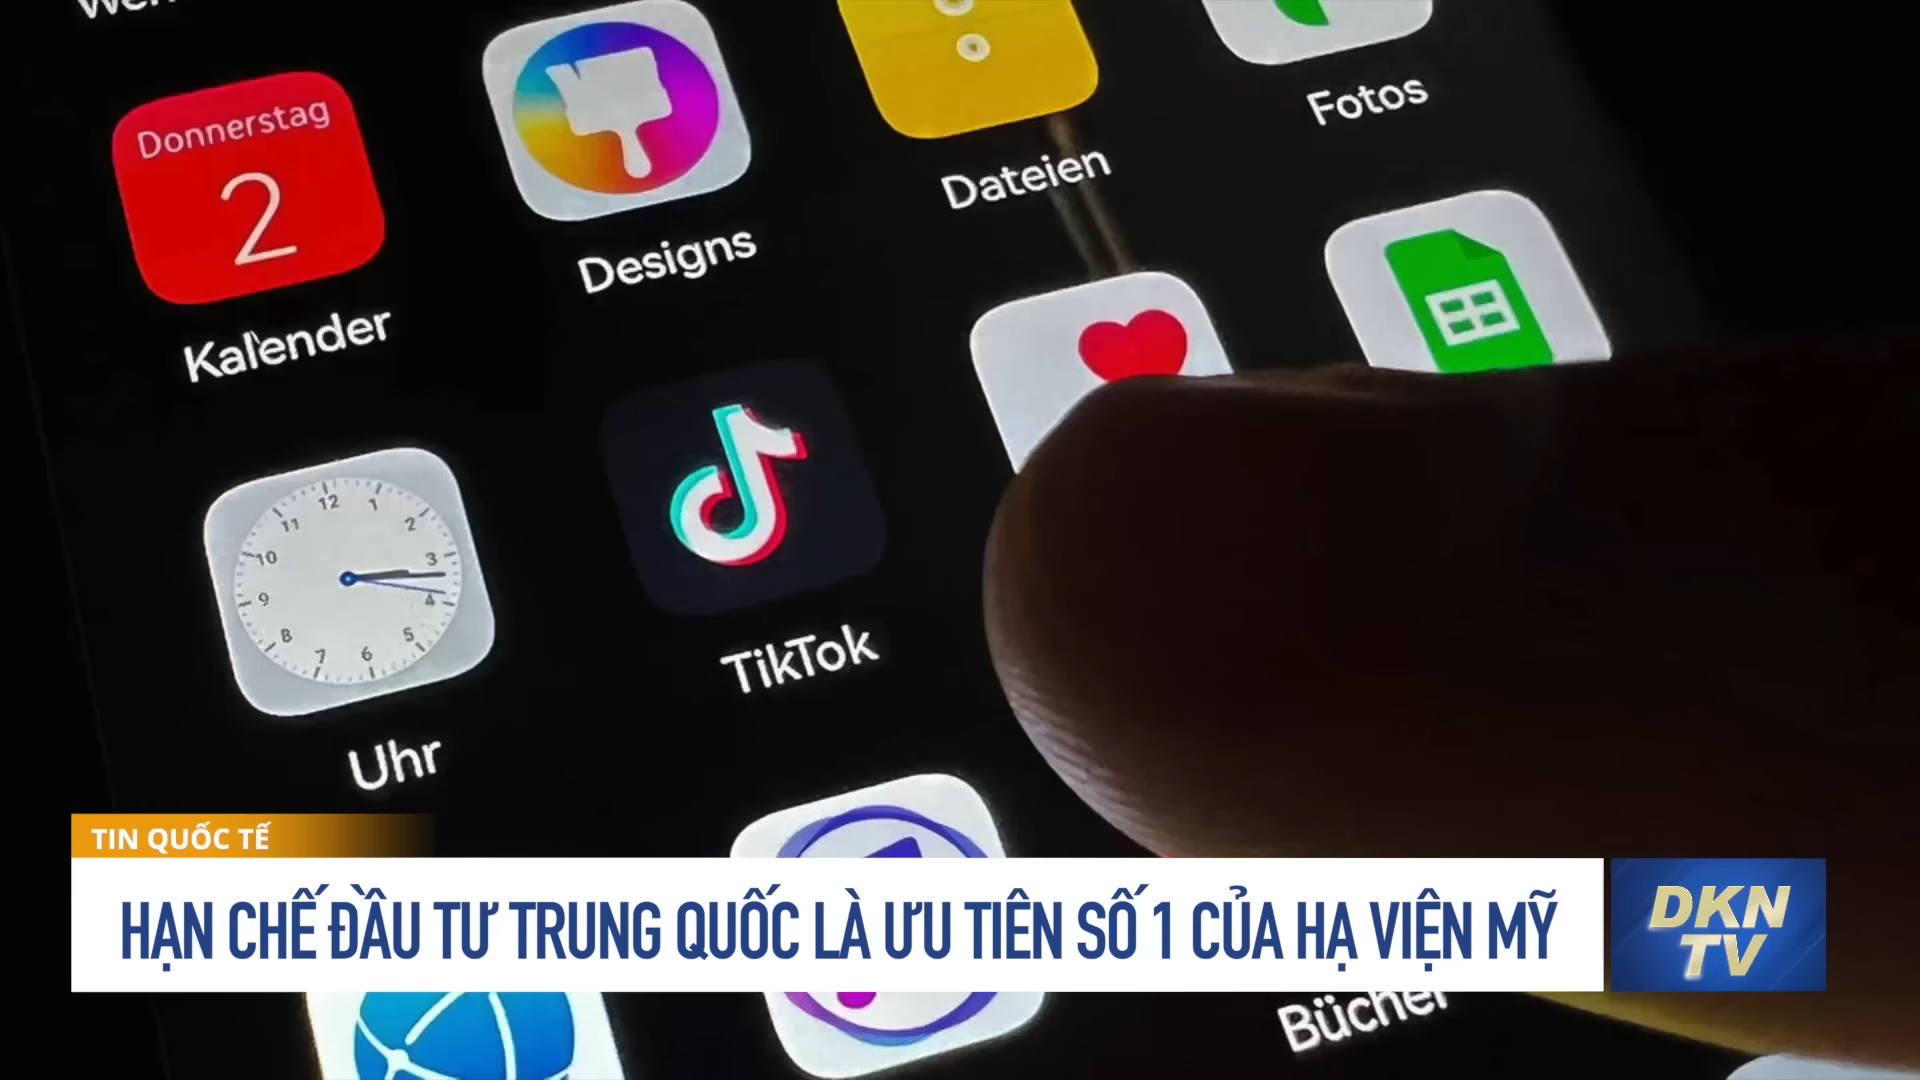 Donnerstag
2
Kalender
Designs
Dateien
Fotos
12
1
2
3
4
5
6
7
8
9
10
11
Uhr
TikTok
TIN QUỐC TẾ
HẠN CHẾ ĐẦU TƯ TRUNG QUỐC LÀ ƯU TIÊN SỐ 1 CỦA HẠ VIỆN MỸ
DKN
TV
Bücher